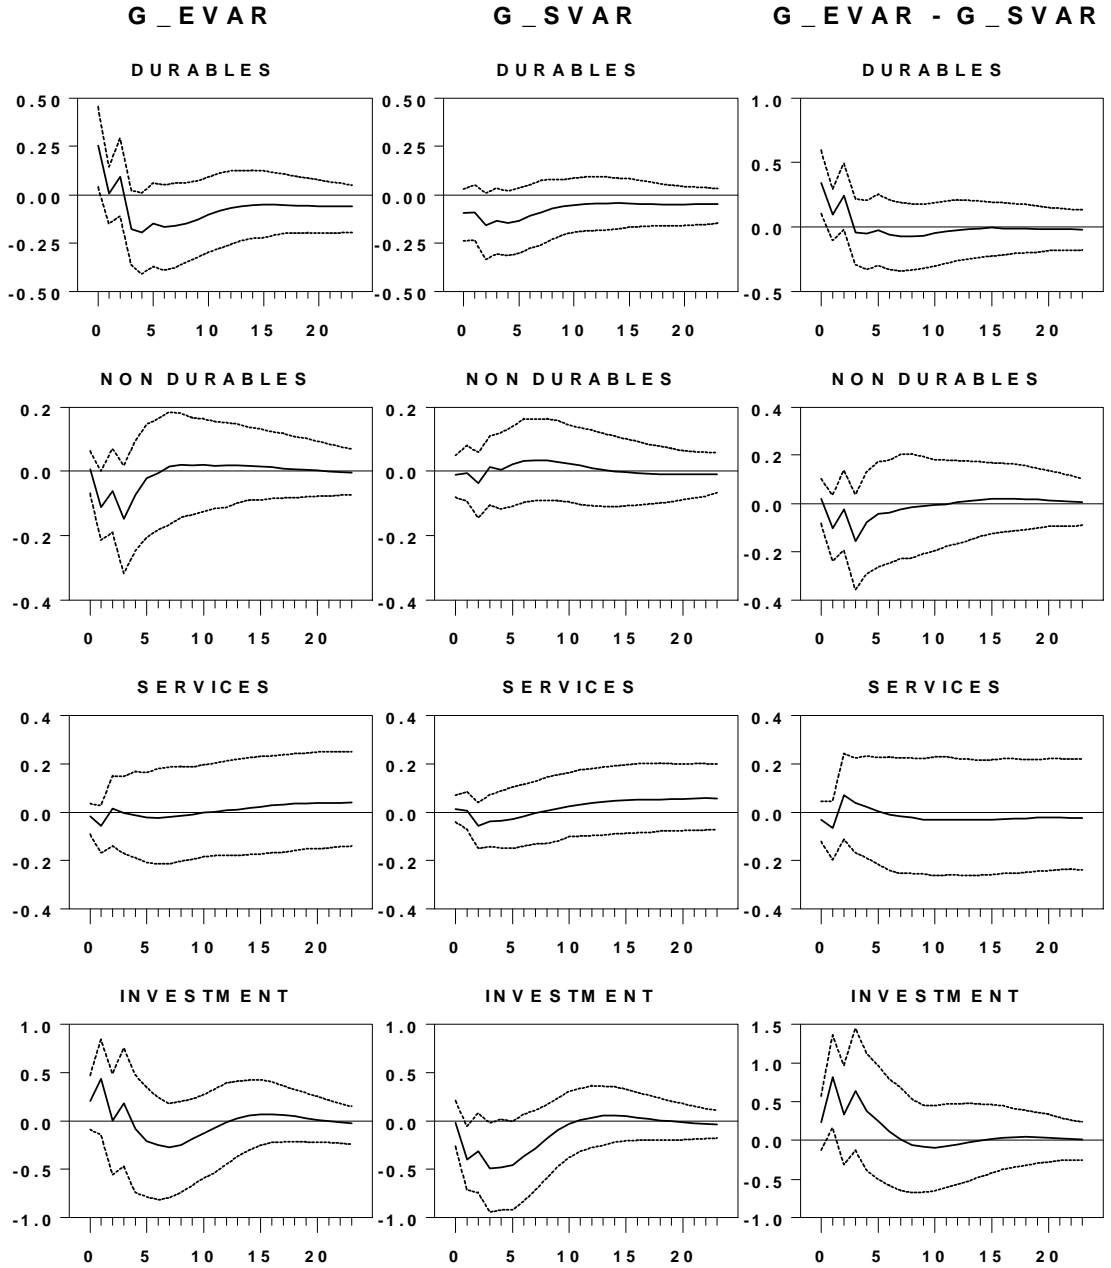 G_EVAR G_SVAR G_EVAR - G_SVAR
DURABLES DURABLES DURABLES
0.50 0.50 1.0
0.25 0.25 0.5
0.00 0.00 0.0
-0.25 -0.25
-0.50 -0.50 -0.5
0 5 10 15 20 0 5 10 15 20 0 5 10 15 20
NON DURABLES NON DURABLES NON DURABLES
0.2 0.2 0.4
0.0 0.0 0.2
-0.2 -0.2 0.0
-0.4 -0.4 -0.2
-0.4
0 5 10 15 20 0 5 10 15 20 0 5 10 15 20
SERVICES SERVICES SERVICES
0.4 0.4 0.4
0.2 0.2 0.2
0.0 0.0 0.0
-0.2 -0.2 -0.2
-0.4 -0.4 -0.4
0 5 10 15 20 0 5 10 15 20 0 5 10 15 20
INVESTMENT INVESTMENT INVESTMENT
1.0 1.0 1.5
0.5 0.5 1.0
0.0 0.0 0.5
-0.5 -0.5 0.0
-1.0 -1.0 -0.5
-1.0
0 5 10 15 20 0 5 10 15 20 0 5 10 15 20